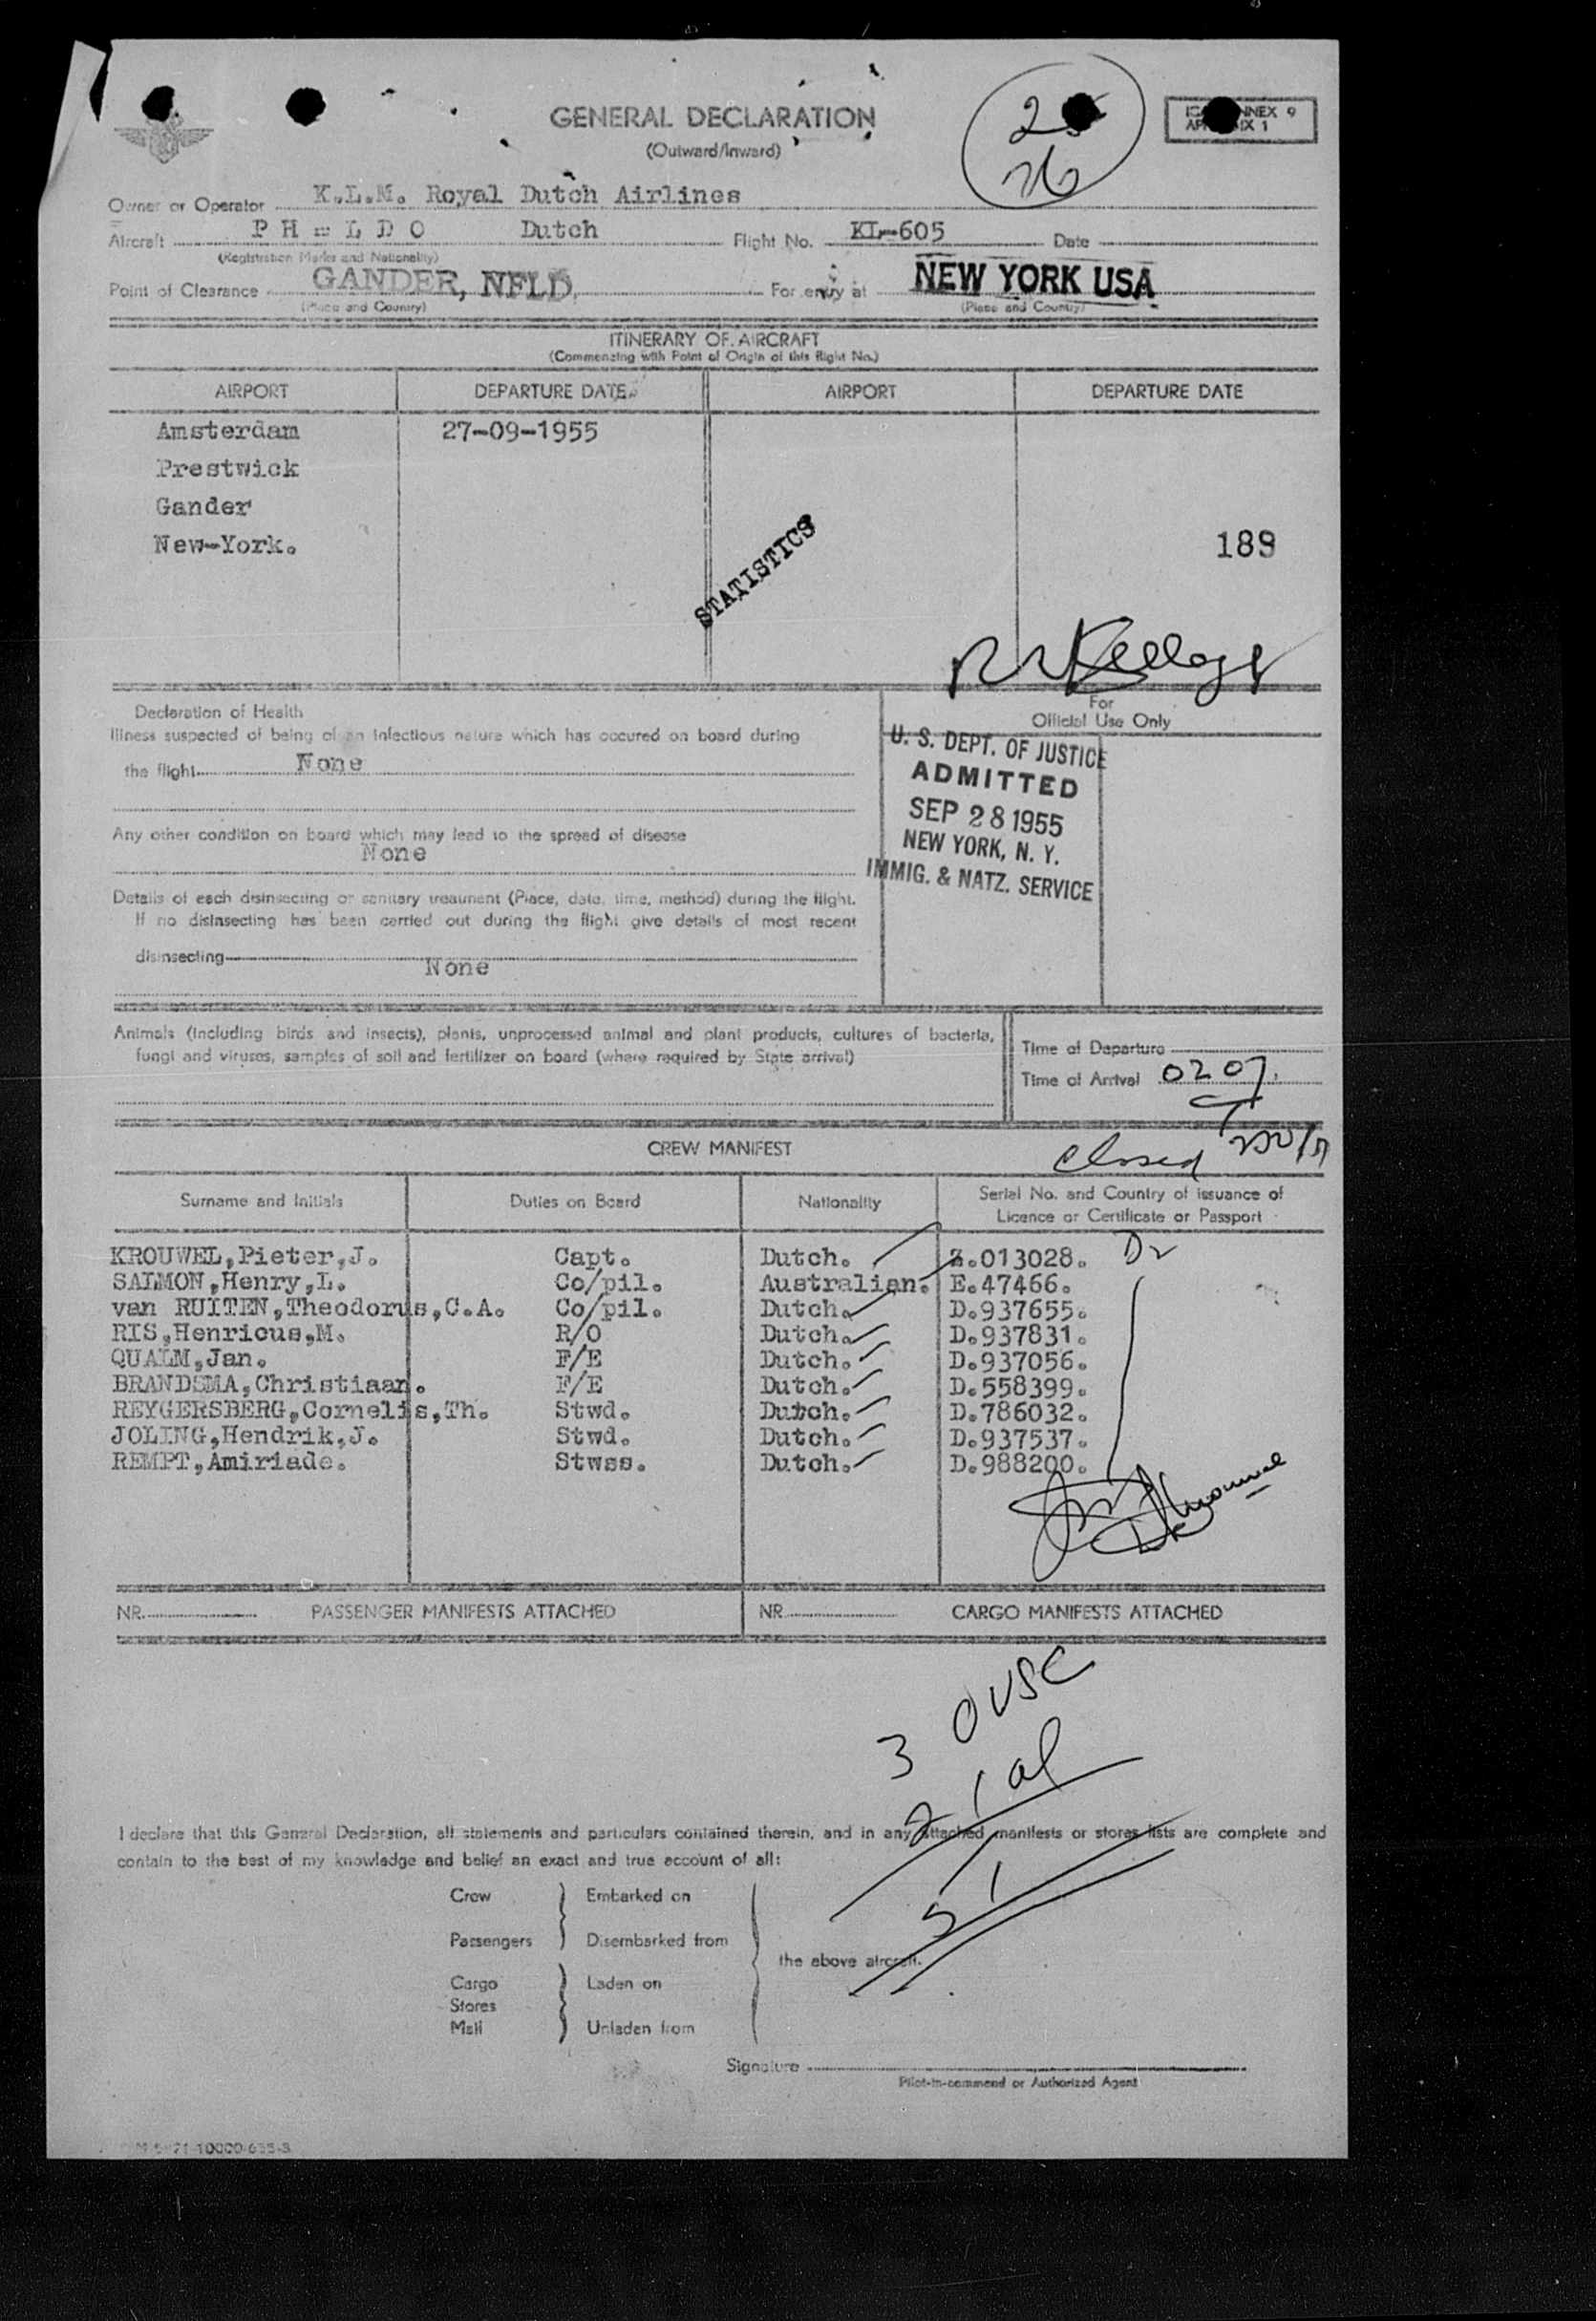 GENERAL DECLARATION
(Outward/Inward)
26
ANNEX 9
Owner or Operator K.L.M. Royal Dutch Airlines
Aircraft PH-LDO Dutch Flight No. KL-605 Date
(Registration Marks and Nationality)
Point of Clearance GANDER, NFLD. For entry at NEW YORK USA
(Place and Country) (Place and Country)
ITINERARY OF AIRCRAFT
(Commencing with Point of Origin of this flight No.)
AIRPORT DEPARTURE DATE AIRPORT DEPARTURE DATE
Amsterdam 27-09-1955
Prestwick
Gander
New-York. 189
STATISTICS
For
Official Use Only
Declaration of Health
Illness suspected of being of an infectious nature which has occured on board during
the flight None
Any other condition on board which may lead to the spread of disease
None
Details of each disinsecting or sanitary treatment (Place, date, time, method) during the flight.
If no disinsecting has been carried out during the flight give details of most recent
disinsecting None
U. S. DEPT. OF JUSTICE
ADMITTED
SEP 28 1955
NEW YORK, N. Y.
IMMIG. & NATZ. SERVICE
Animals (including birds and insects), plants, unprocessed animal and plant products, cultures of bacteria,
fungi and viruses, samples of soil and fertilizer on board (where required by State arrival)
Time of Departure
Time of Arrival 0207
Closed
CREW MANIFEST
Surname and Initials Duties on Board Nationality Serial No. and Country of issuance of
Licence or Certificate or Passport
KROUWEL,Pieter,J. Capt. Dutch. Z.013028. D2
SALMON,Henry,L. Co/pil. Australian. E.47466.
van RUITEN,Theodorus,C.A. Co/pil. Dutch. D.937655.
RIS,Henricus,M. R/O Dutch. D.937831.
QUALM,Jan. F/E Dutch. D.937056.
BRANDSMA,Christiaan. F/E Dutch. D.558399.
REYGERSBERG,Cornelis,Th. Stwd. Dutch. D.786032.
JOLING,Hendrik,J. Stwd. Dutch. D.937537.
REMPT,Amiriade. Stwss. Dutch. D.988200.
NR. PASSENGER MANIFESTS ATTACHED NR. CARGO MANIFESTS ATTACHED
3 0 USC
21 al
51
I declare that this General Declaration, all statements and particulars contained therein, and in any attached manifests or stores lists are complete and
contain to the best of my knowledge and belief an exact and true account of all:
Crew Embarked on
Passengers Disembarked from
the above aircraft.
Cargo Laden on
Stores
Mail Unladen from
Signature
Pilot-in-command or Authorized Agent